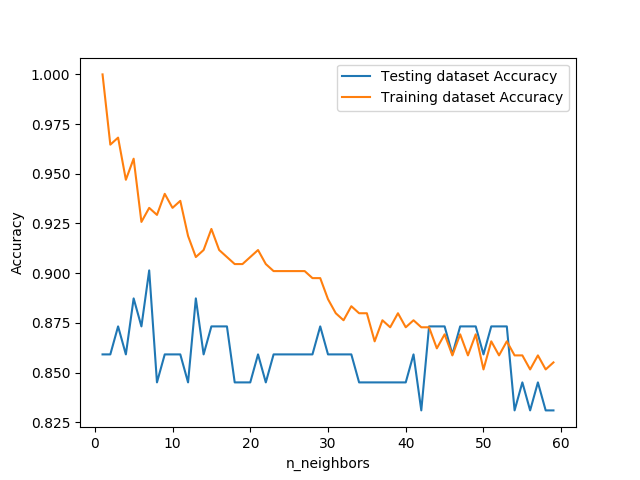 Testing dataset Accuracy
Training dataset Accuracy
1.000
0.975
0.950
0.925
0.900
0.875
0.850
0.825
Accuracy
0 10 20 30 40 50 60
n_neighbors